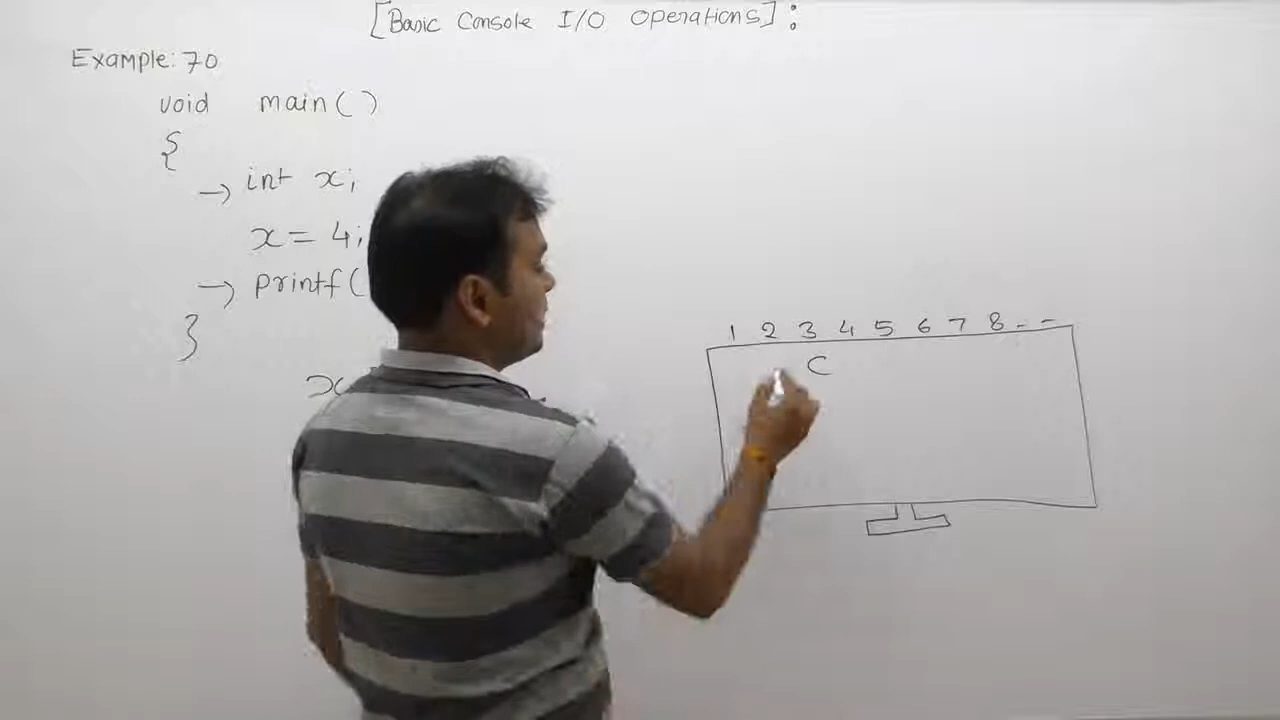 [Basic Console I/O Operations]:
Example: 70
void main( )
{
→ int x;
x = 4;
→ printf(
}
x
1 2 3 4 5 6 7 8 - -
C